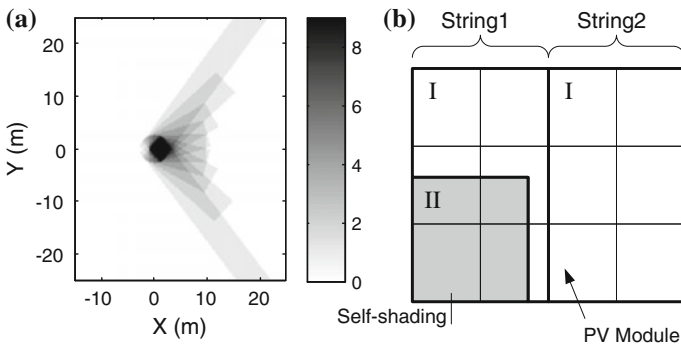 (a)
20
10
0
-10
-20
Y (m)
-10 0 10 20
X (m)
8
6
4
2
0
(b)
String1 String2
I I
II
Self-shading
PV Module